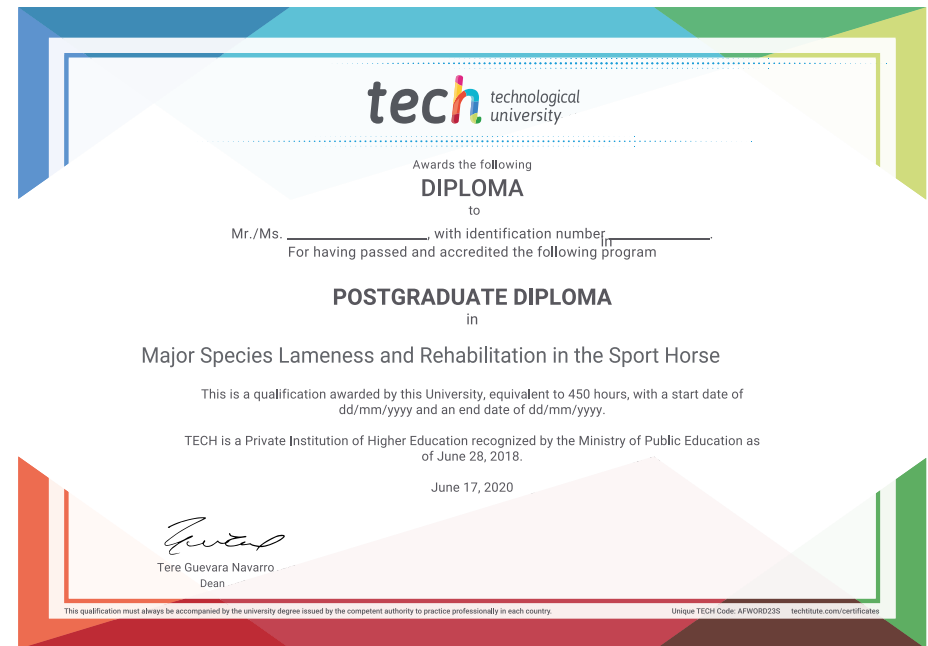 tech technological
university
Awards the following
DIPLOMA
to
Mr./Ms. ____________________, with identification number ______________.
in
For having passed and accredited the following program
POSTGRADUATE DIPLOMA
in
Major Species Lameness and Rehabilitation in the Sport Horse
This is a qualification awarded by this University, equivalent to 450 hours, with a start date of
dd/mm/yyyy and an end date of dd/mm/yyyy.
TECH is a Private Institution of Higher Education recognized by the Ministry of Public Education as
of June 28, 2018.
June 17, 2020
Tere Guevara Navarro
Dean
This qualification must always be accompanied by the university degree issued by the competent authority to practice professionally in each country. Unique TECH Code: AFWORD23S techtitute.com/certificates